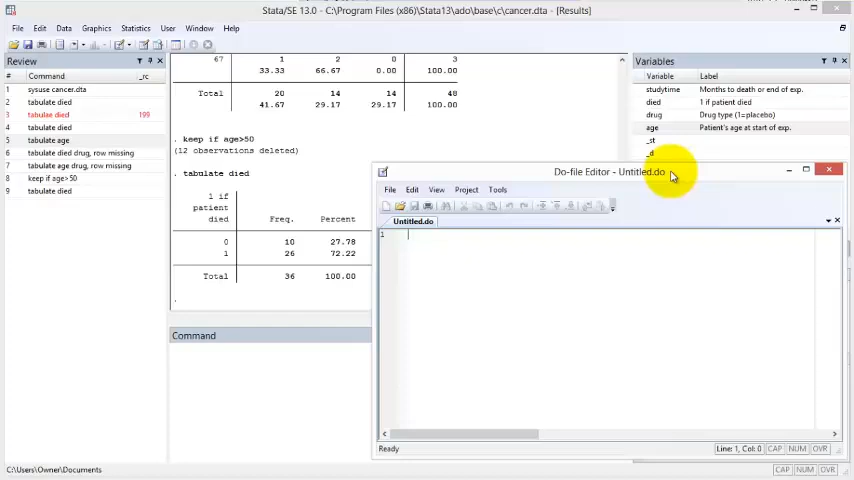 Stata/SE 13.0 - C:\Program Files (x86)\Stata13\ado\base\c\cancer.dta - [Results]
File Edit Data Graphics Statistics User Window Help
Review
# Command _rc
1 sysuse cancer.dta
2 tabulate died
3 tabulae died 199
4 tabulate died
5 tabulate age
6 tabulate died drug, row missing
7 tabulate age drug, row missing
8 keep if age>50
9 tabulate died
67 1 2 0 3
33.33 66.67 0.00 100.00
Total 20 14 14 48
41.67 29.17 29.17 100.00
. keep if age>50
(12 observations deleted)
. tabulate died
1 if
patient
died Freq. Percent
0 10 27.78
1 26 72.22
Total 36 100.00
.
Command
Variables
Variable Label
studytime Months to death or end of exp.
died 1 if patient died
drug Drug type (1=placebo)
age Patient's age at start of exp.
_st
_d
Do-file Editor - Untitled.do
File Edit View Project Tools
Untitled.do
1
Ready Line: 1, Col: 0 CAP NUM OVR
C:\Users\Owner\Documents CAP NUM OVR